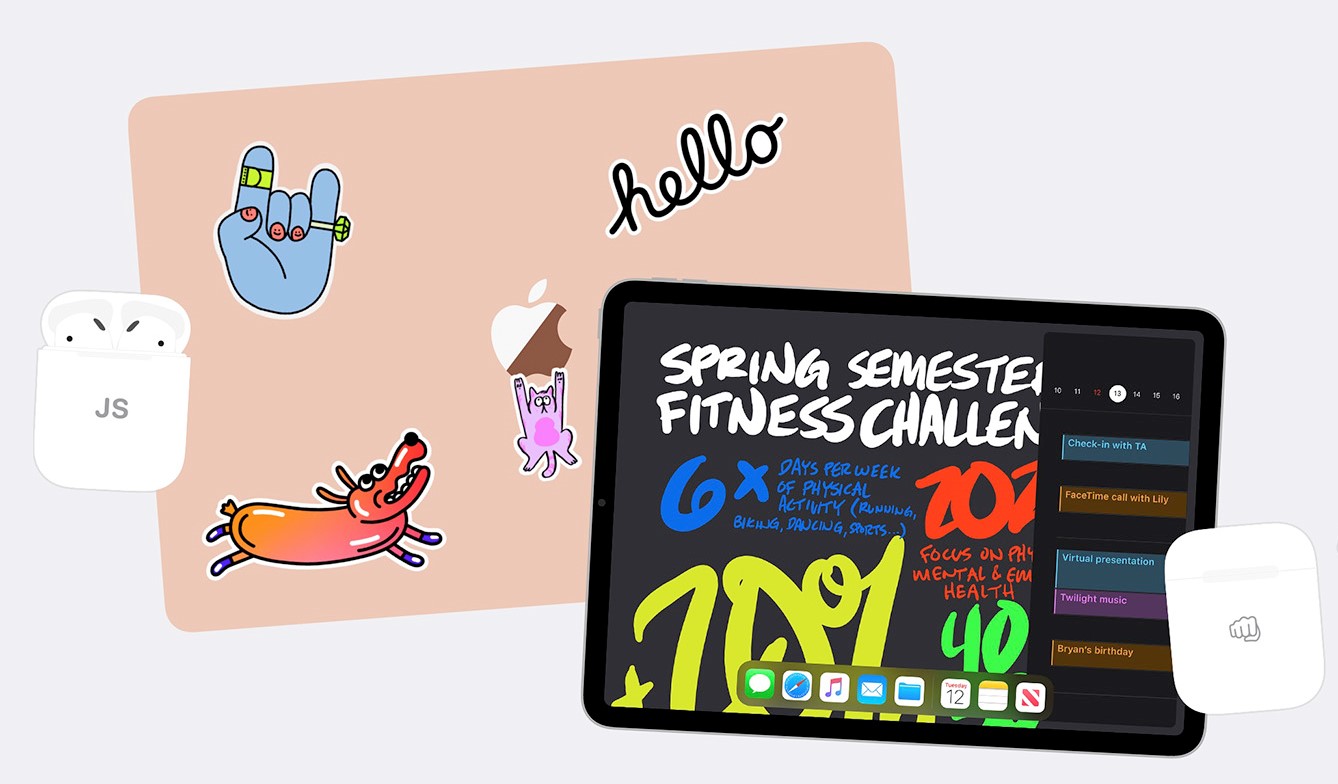 hello
JS
SPRING SEMESTER
FITNESS CHALLEN
6x DAYS PER WEEK
OF PHYSICAL
ACTIVITY (RUNNING,
BIKING, DANCING, SPORTS...)
202
FOCUS ON PHY
MENTAL & EM
HEALTH
40
10 11 12 13 14 15 16
Check-in with TA
FaceTime call with Lily
Virtual presentation
Twilight music
Bryan's birthday
Tuesday
12